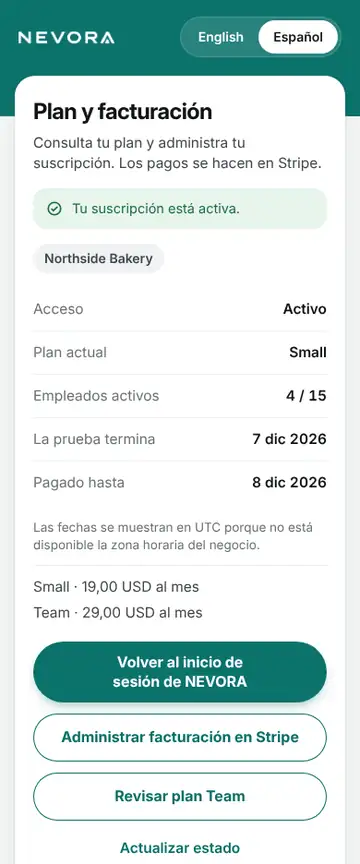 NEVORA
English
Español
Plan y facturación
Consulta tu plan y administra tu
suscripción. Los pagos se hacen en Stripe.
Tu suscripción está activa.
Northside Bakery
Acceso Activo
Plan actual Small
Empleados activos 4 / 15
La prueba termina 7 dic 2026
Pagado hasta 8 dic 2026
Las fechas se muestran en UTC porque no está
disponible la zona horaria del negocio.
Small · 19,00 USD al mes
Team · 29,00 USD al mes
Volver al inicio de
sesión de NEVORA
Administrar facturación en Stripe
Revisar plan Team
Actualizar estado